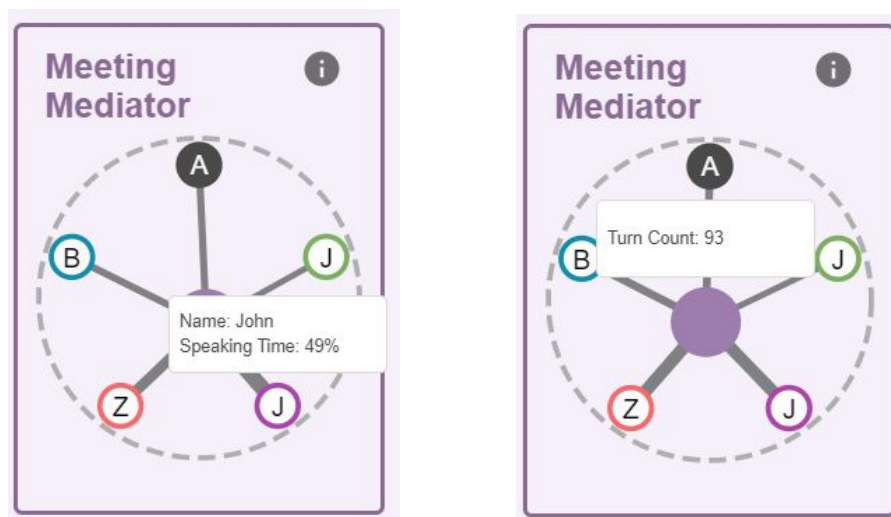 Meeting
Mediator
i
A
B
J
Name: John
Speaking Time: 49%
Z
J
Meeting
Mediator
i
A
Turn Count: 93
B
J
Z
J